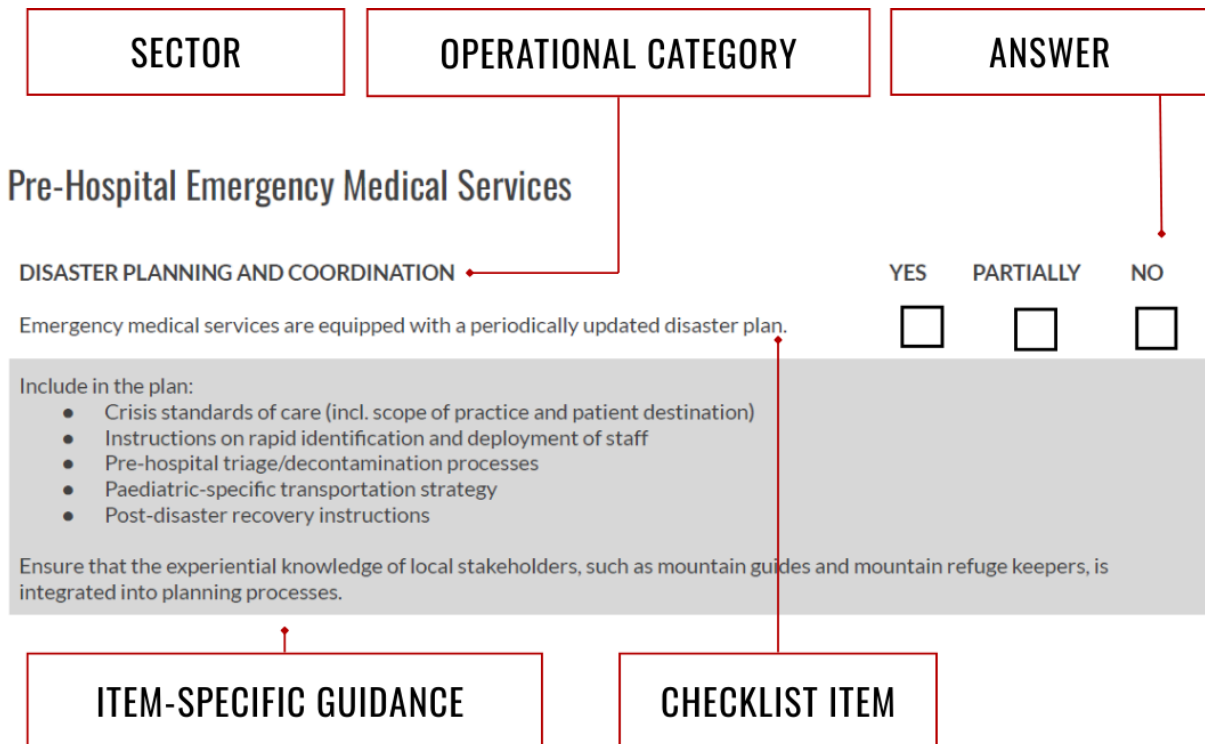 SECTOR
OPERATIONAL CATEGORY
ANSWER
Pre-Hospital Emergency Medical Services
DISASTER PLANNING AND COORDINATION
YES PARTIALLY NO
Emergency medical services are equipped with a periodically updated disaster plan.
Include in the plan:
● Crisis standards of care (incl. scope of practice and patient destination)
● Instructions on rapid identification and deployment of staff
● Pre-hospital triage/decontamination processes
● Paediatric-specific transportation strategy
● Post-disaster recovery instructions
Ensure that the experiential knowledge of local stakeholders, such as mountain guides and mountain refuge keepers, is
integrated into planning processes.
ITEM-SPECIFIC GUIDANCE
CHECKLIST ITEM